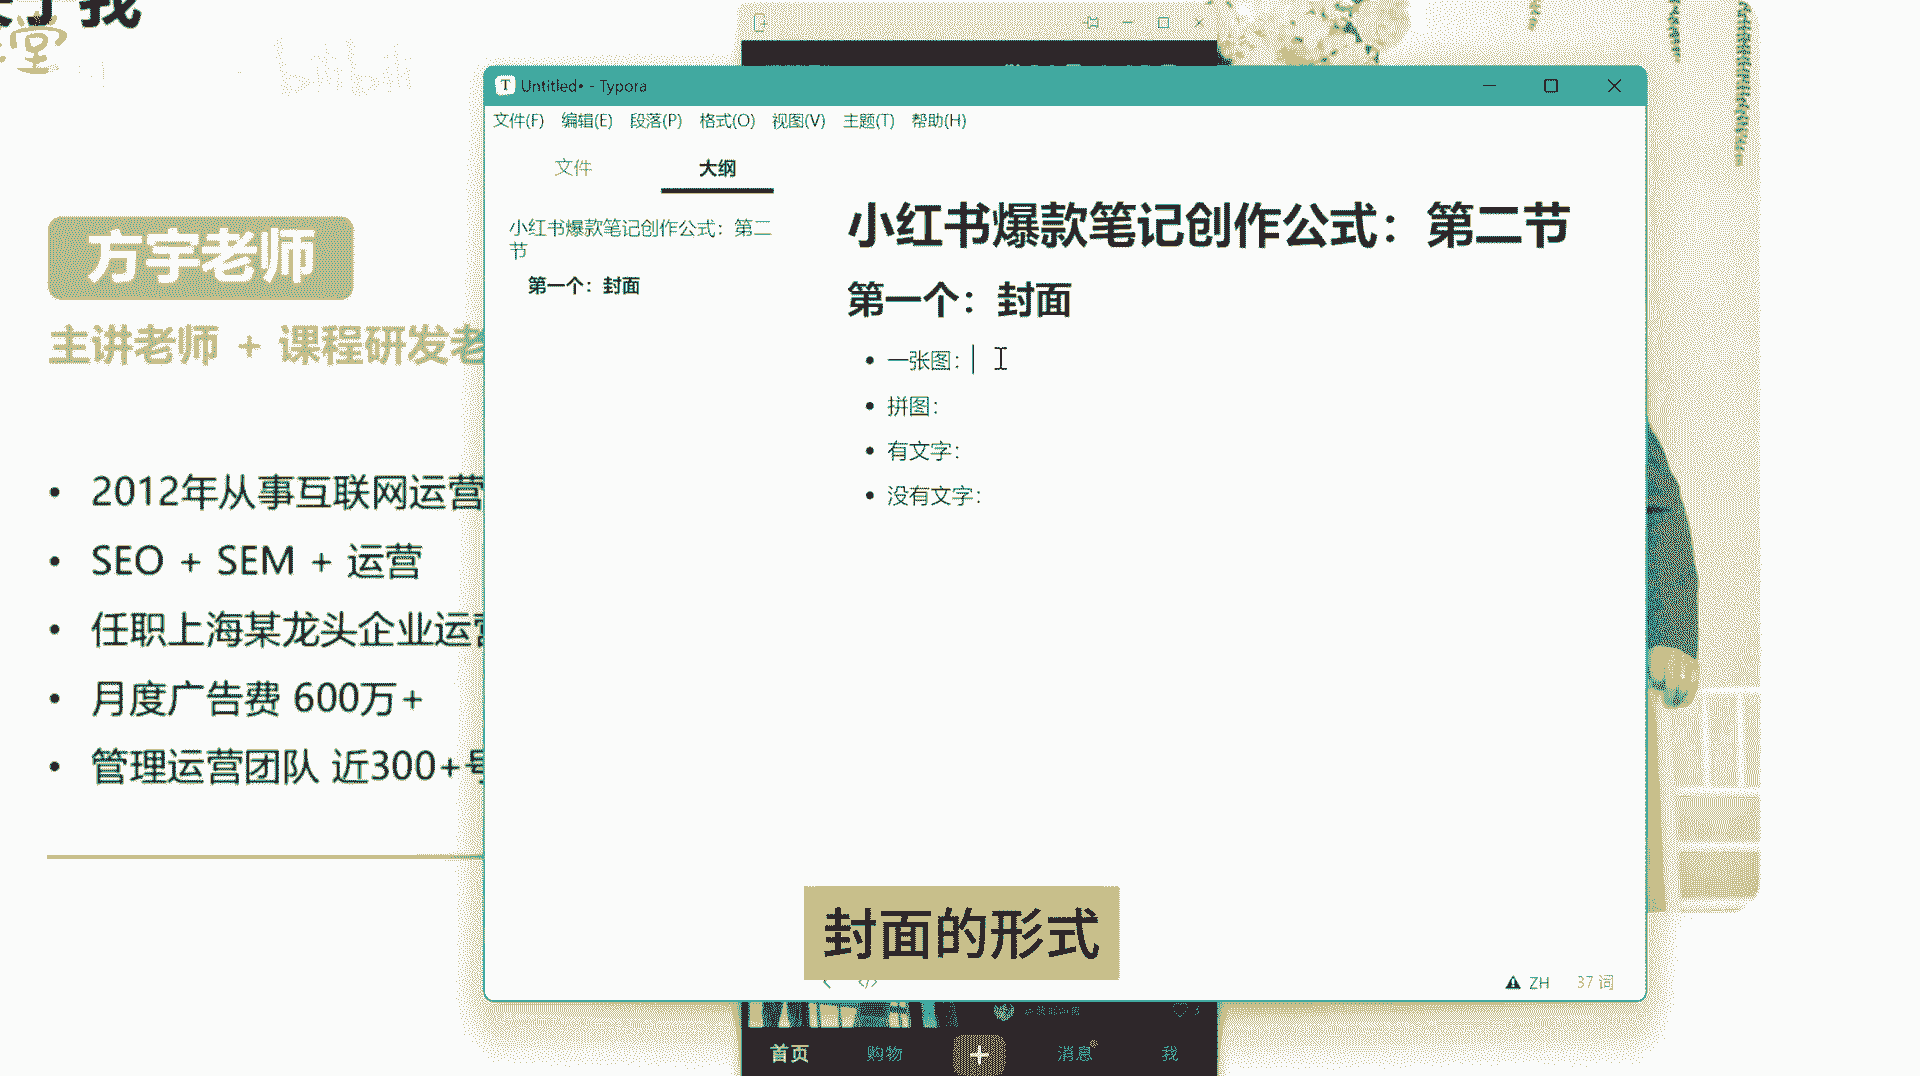 堂
bilibili
方宇老师
主讲老师 + 课程研发老
2012年从事互联网运营
SEO + SEM + 运营
任职上海某龙头企业运营
月度广告费 600万+
管理运营团队 近300+号
Untitled• - Typora
文件(F) 编辑(E) 段落(P) 格式(O) 视图(V) 主题(T) 帮助(H)
文件 大纲
小红书爆款笔记创作公式：第二
节
第一个：封面
小红书爆款笔记创作公式：第二节
第一个：封面
一张图：
拼图：
有文字：
没有文字：
封面的形式
ZH 37 词
首页 购物 消息 我